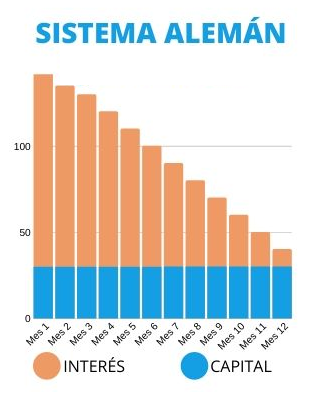 SISTEMA ALEMÁN
100
50
0
Mes 1
Mes 2
Mes 3
Mes 4
Mes 5
Mes 6
Mes 7
Mes 8
Mes 9
Mes 10
Mes 11
Mes 12
INTERÉS
CAPITAL